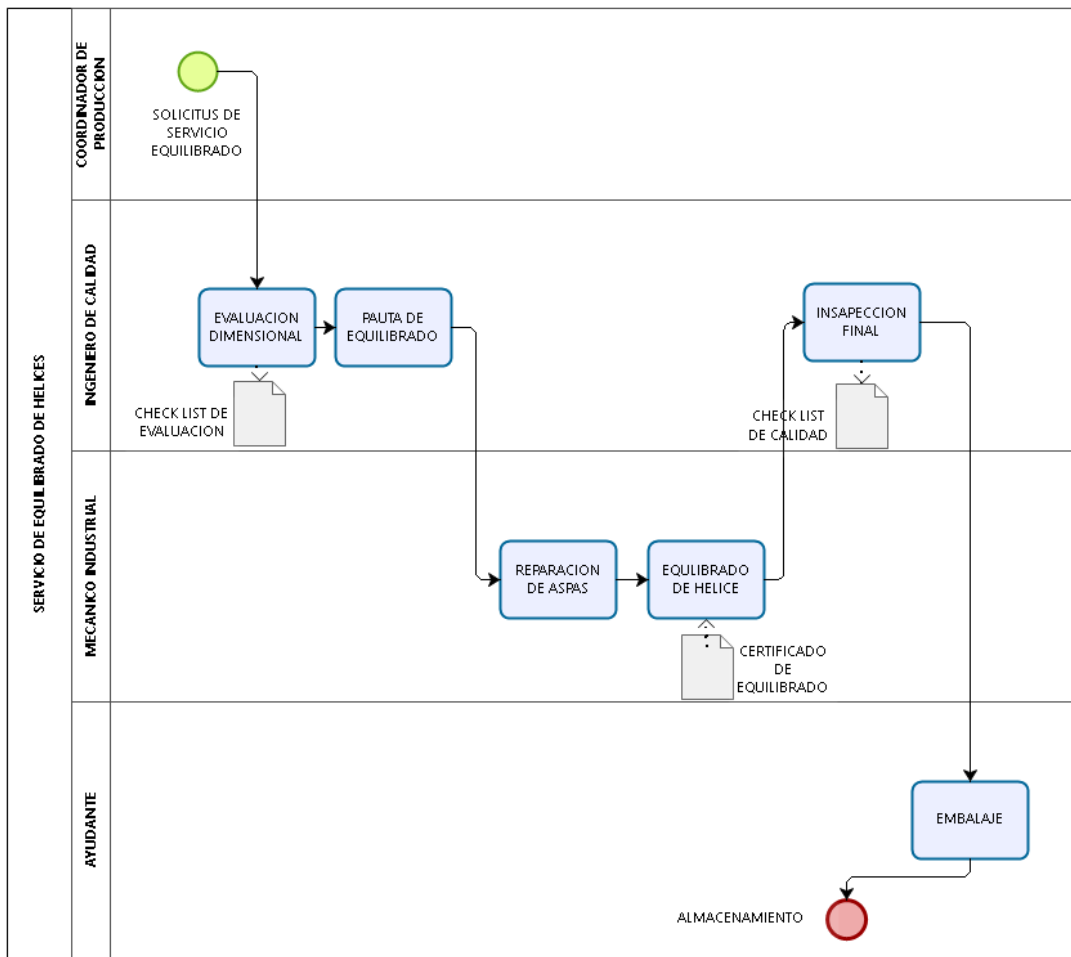 SERVICIO DE EQUILIBRADO DE HELICES
COORDINADOR DE
PRODUCCION
SOLICITUS DE
SERVICIO
EQUILIBRADO
INGENIERO DE CALIDAD
EVALUACION
DIMENSIONAL
PAUTA DE
EQUILIBRADO
INSAPECCION
FINAL
CHECK LIST DE
EVALUACION
CHECK LIST
DE CALIDAD
MECANICO INDUSTRIAL
REPARACION
DE ASPAS
EQULIBRADO
DE HELICE
CERTIFICADO
DE
EQUILIBRADO
AYUDANTE
EMBALAJE
ALMACENAMIENTO